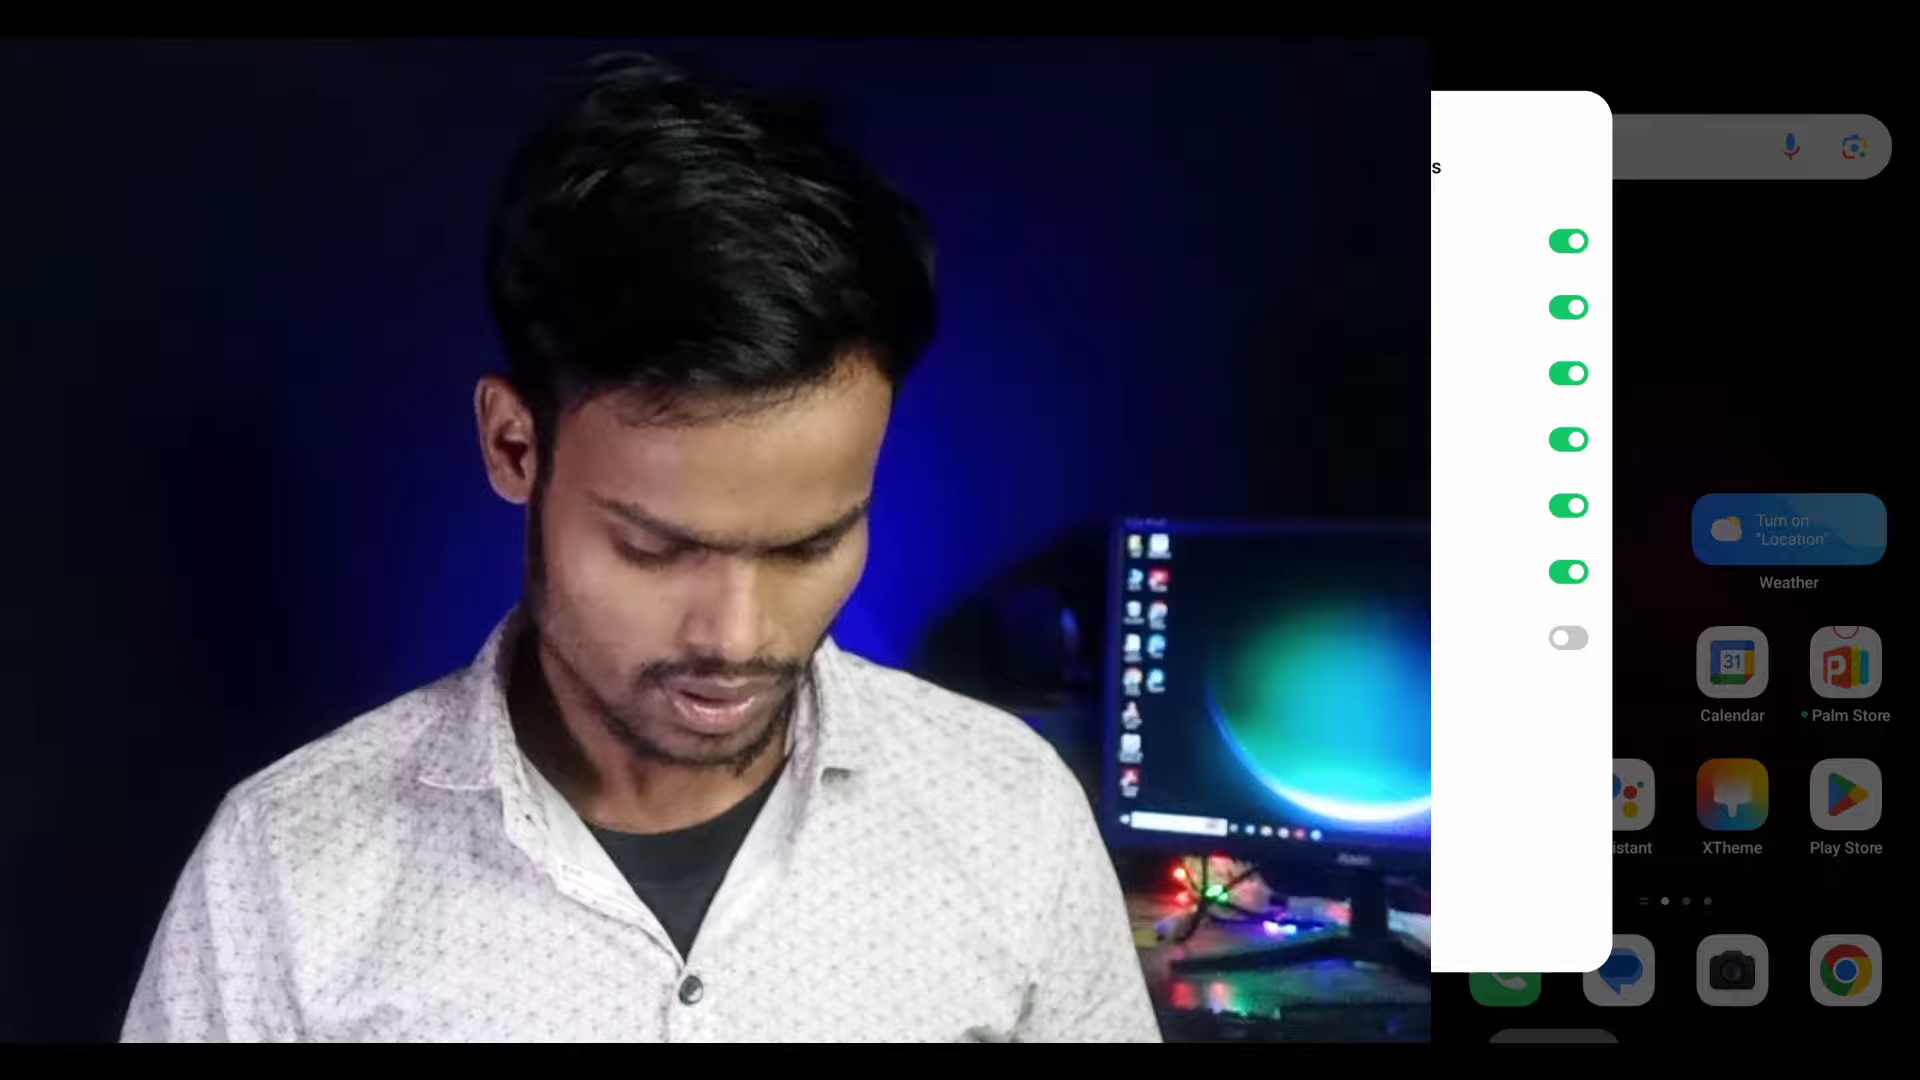 s
Turn on
"Location"
Weather
31
Calendar
Palm Store
istant
XTheme
Play Store